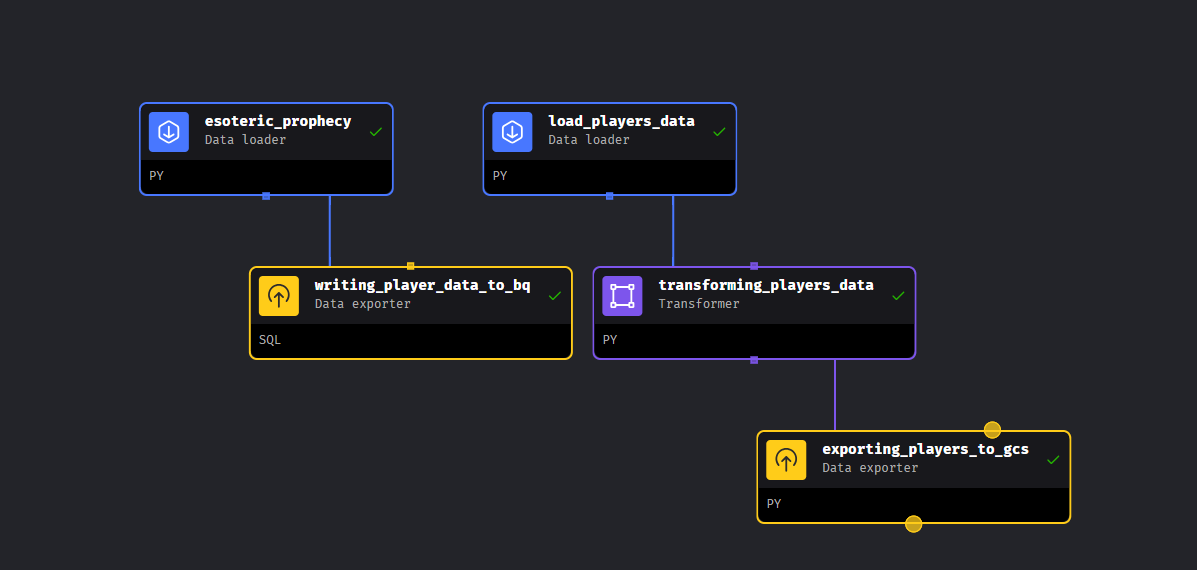 esoteric_prophecy
Data loader
PY
load_players_data
Data loader
PY
writing_player_data_to_bq
Data exporter
SQL
transforming_players_data
Transformer
PY
exporting_players_to_gcs
Data exporter
PY